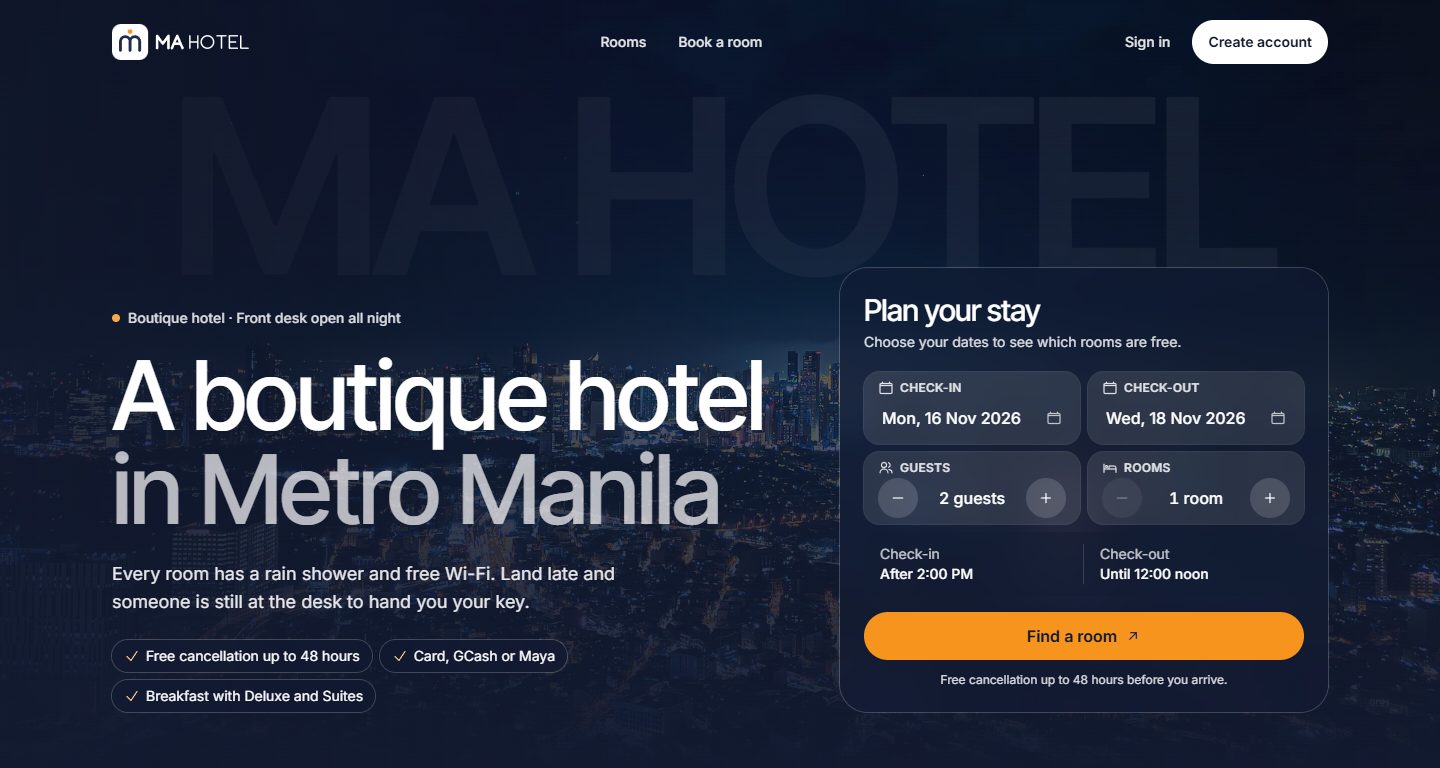 MA HOTEL
Rooms
Book a room
Sign in
Create account
MA HOTEL
Boutique hotel · Front desk open all night
A boutique hotel
in Metro Manila
Every room has a rain shower and free Wi-Fi. Land late and
someone is still at the desk to hand you your key.
Free cancellation up to 48 hours
Card, GCash or Maya
Breakfast with Deluxe and Suites
Plan your stay
Choose your dates to see which rooms are free.
CHECK-IN
Mon, 16 Nov 2026
CHECK-OUT
Wed, 18 Nov 2026
GUESTS
− 2 guests +
ROOMS
− 1 room +
Check-in
After 2:00 PM
Check-out
Until 12:00 noon
Find a room
Free cancellation up to 48 hours before you arrive.